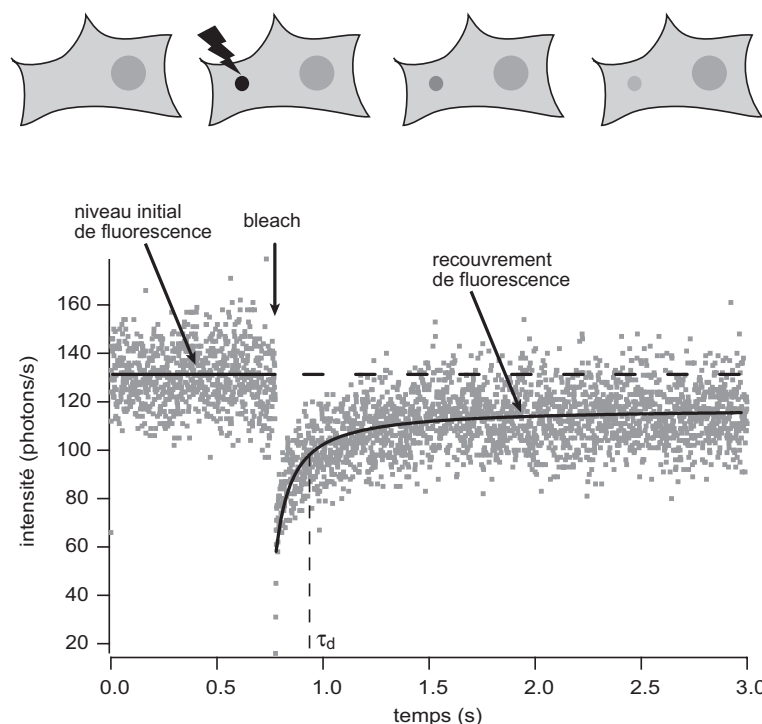 niveau initial
de fluorescence
bleach
recouvrement
de fluorescence
intensité (photons/s)
160
140
120
100
80
60
40
20
τd
0.0 0.5 1.0 1.5 2.0 2.5 3.0
temps (s)